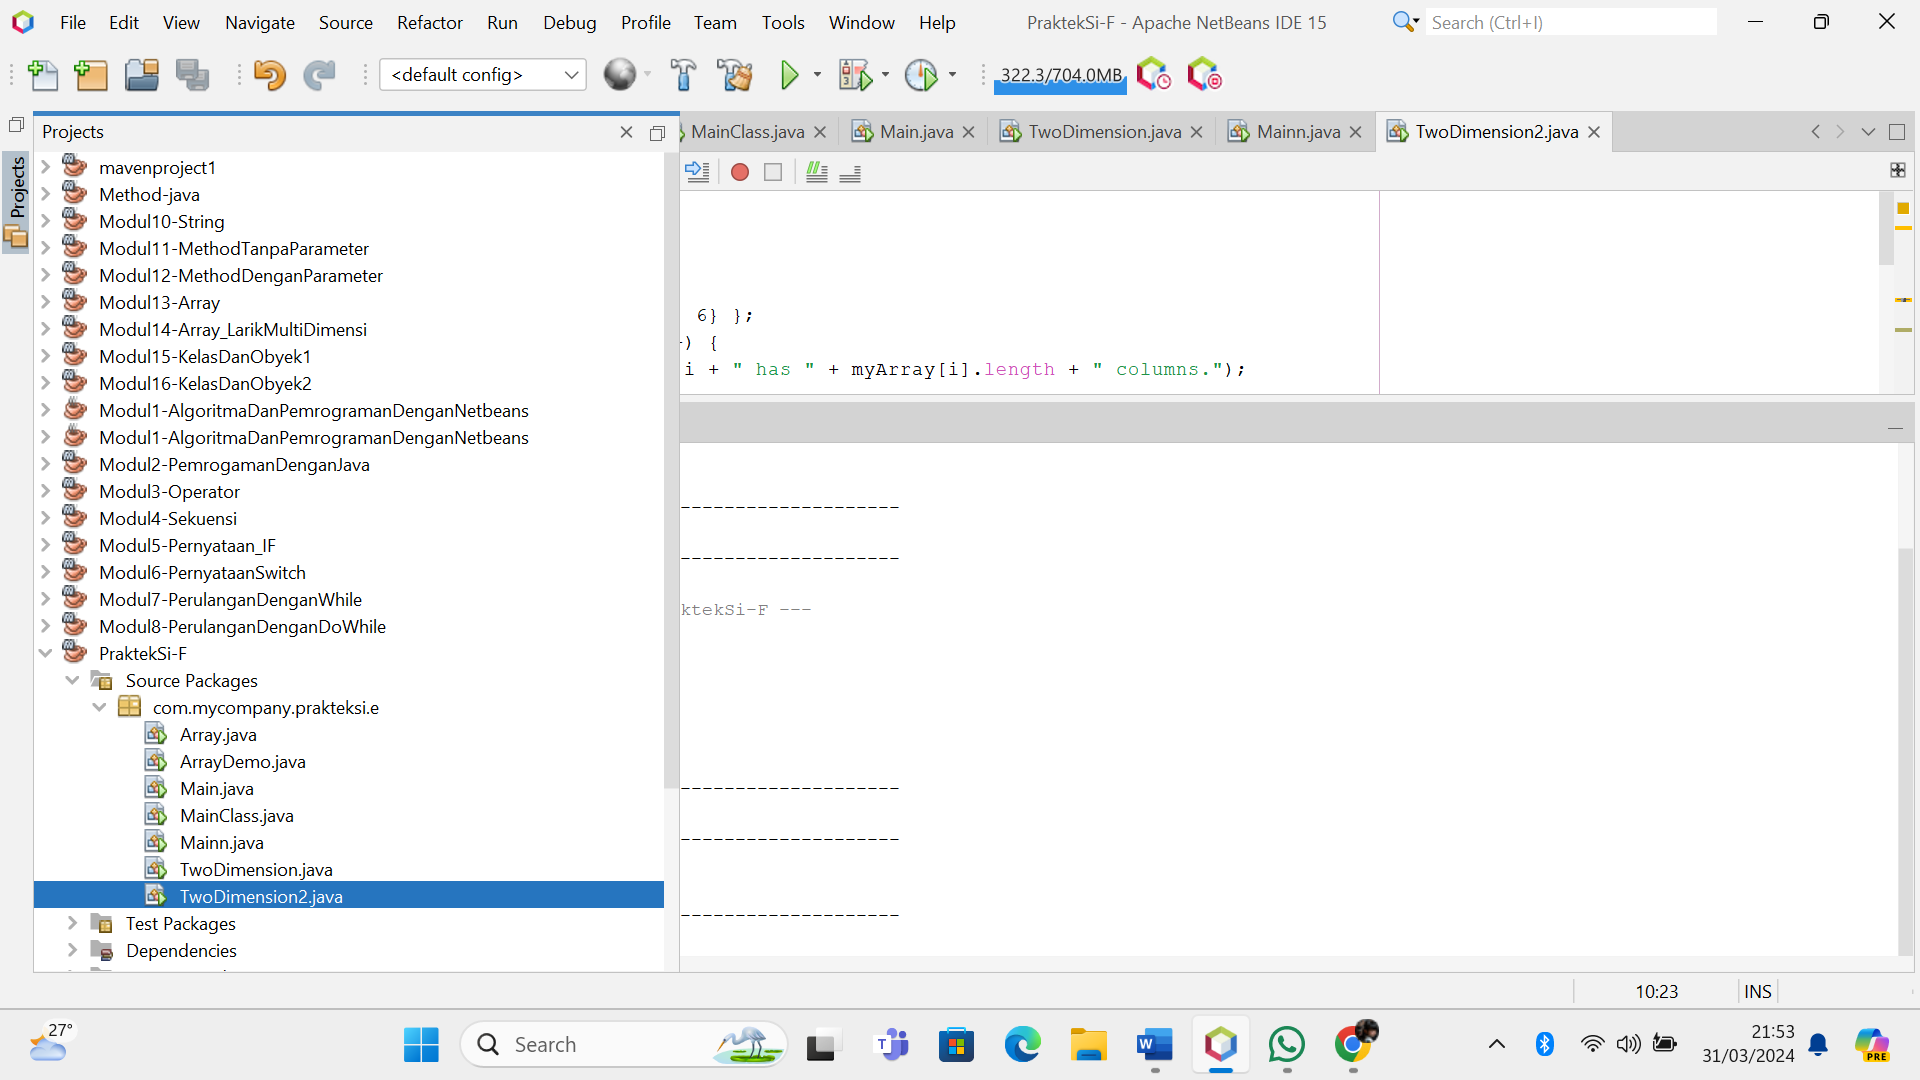 File Edit View Navigate Source Refactor Run Debug Profile Team Tools Window Help PraktekSi-F - Apache NetBeans IDE 15 Search (Ctrl+I)
<default config> 322.3/704.0MB
Projects
MainClass.java Main.java TwoDimension.java Mainn.java TwoDimension2.java
Projects
mavenproject1
Method-java
Modul10-String
Modul11-MethodTanpaParameter
Modul12-MethodDenganParameter
Modul13-Array
Modul14-Array_LarikMultiDimensi
Modul15-KelasDanObyek1
Modul16-KelasDanObyek2
Modul1-AlgoritmaDanPemrogramanDenganNetbeans
Modul1-AlgoritmaDanPemrogramanDenganNetbeans
Modul2-PemrogamanDenganJava
Modul3-Operator
Modul4-Sekuensi
Modul5-Pernyataan_IF
Modul6-PernyataanSwitch
Modul7-PerulanganDenganWhile
Modul8-PerulanganDenganDoWhile
PraktekSi-F
Source Packages
com.mycompany.prakteksi.e
Array.java
ArrayDemo.java
Main.java
MainClass.java
Mainn.java
TwoDimension.java
TwoDimension2.java
Test Packages
Dependencies
6} };
) {
i + " has " + myArray[i].length + " columns.");
--------------------
--------------------
ktekSi-F ---
--------------------
--------------------
--------------------
10:23 INS
27°
Search
21:53
31/03/2024
PRE